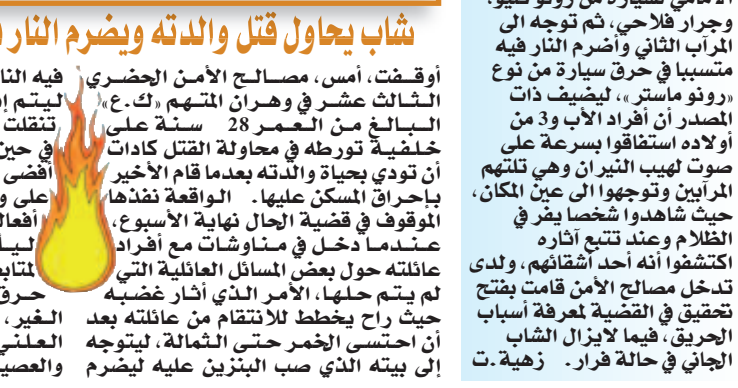 الأمامي لسيارة من رونو كليو،
وجرار فلاحي، ثم توجه الى
المرآب الثاني وأضرم النار فيه
متسببا في حرق سيارة من نوع
«رونو ماستر»، ليضيف ذات
المصدر أن أفراد الأب و3 من
أولاده استفاقوا بسرعة على
صوت لهيب النيران وهي تلتهم
المرآبين وتوجهوا الى عين المكان،
حيث شاهدوا شخصا يفر في
الظلام وعند تتبع آثاره
اكتشفوا أنه أحد أشقائهم، ولدى
تدخل مصالح الأمن قامت بفتح
تحقيق في القضية لمعرفة أسباب
الحريق، فيما لايزال الشاب
الجاني في حالة فرار. زهية.ت
شاب يحاول قتل والدته ويضرم النار
أوقفت، أمس، مصالح الأمن الحضري
الثالث عشر في وهران المتهم «ك.ع»
البالغ من العمر 28 سنة على
خلفية تورطه في محاولة القتل كادات
أن تودي بحياة والدته بعدما قام الأخير
بإحراق المسكن عليها. الواقعة نفذها
الموقوف في قضية الحال نهاية الأسبوع،
عندما دخل في مناوشات مع أفراد
عائلته حول بعض المسائل العائلية التي
لم يتم حلها، الأمر الذي أثار غضبه
حيث راح يخطط للانتقام من عائلته بعد
أن احتسى الخمر حتى الثمالة، ليتوجه
إلى بيته الذي صب البنزين عليه ليضرم
فيه
ليتم
تنقلت
في حين
أفضى
على
حرق
الغير،